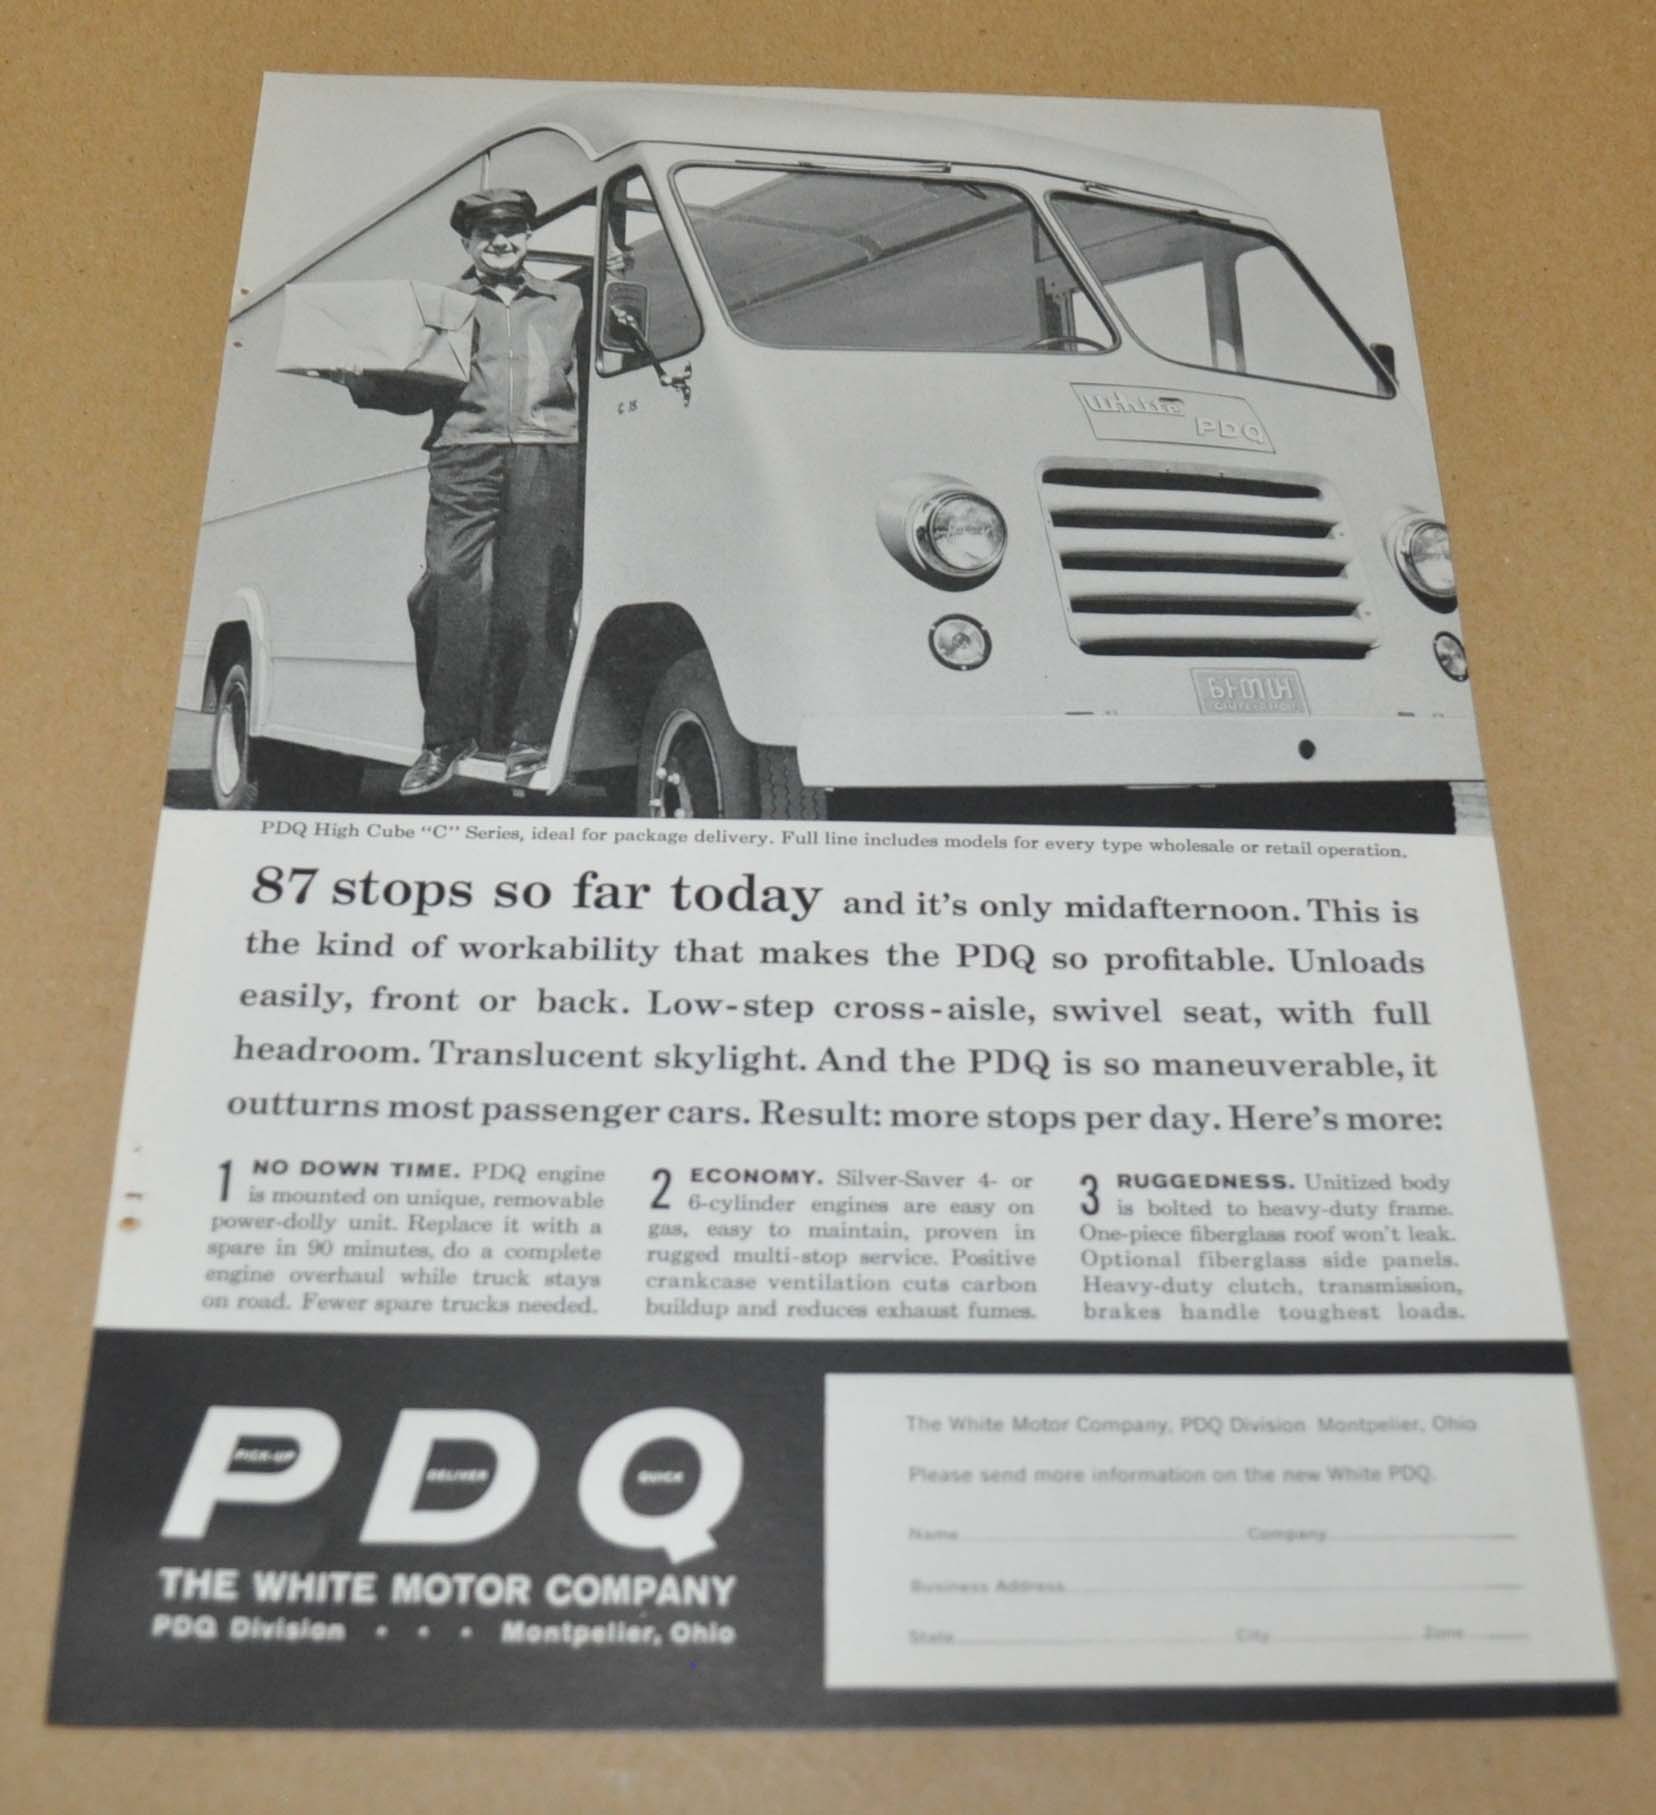 C 15
White
PDQ
PDQ High Cube "C" Series, ideal for package delivery. Full line includes models for every type wholesale or retail operation.
87 stops so far today and it's only midafternoon. This is
the kind of workability that makes the PDQ so profitable. Unloads
easily, front or back. Low-step cross-aisle, swivel seat, with full
headroom. Translucent skylight. And the PDQ is so maneuverable, it
outturns most passenger cars. Result: more stops per day. Here's more:
1 NO DOWN TIME. PDQ engine
is mounted on unique, removable
power-dolly unit. Replace it with a
spare in 90 minutes, do a complete
engine overhaul while truck stays
on road. Fewer spare trucks needed.
2 ECONOMY. Silver-Saver 4- or
6-cylinder engines are easy on
gas, easy to maintain, proven in
rugged multi-stop service. Positive
crankcase ventilation cuts carbon
buildup and reduces exhaust fumes.
3 RUGGEDNESS. Unitized body
is bolted to heavy-duty frame.
One-piece fiberglass roof won't leak.
Optional fiberglass side panels.
Heavy-duty clutch, transmission,
brakes handle toughest loads.
PDQ
PICK-UP DELIVER QUICK
THE WHITE MOTOR COMPANY
PDQ Division . . . Montpelier, Ohio
The White Motor Company, PDQ Division Montpelier, Ohio
Please send more information on the new White PDQ.
Name Company
Business Address
State City Zone